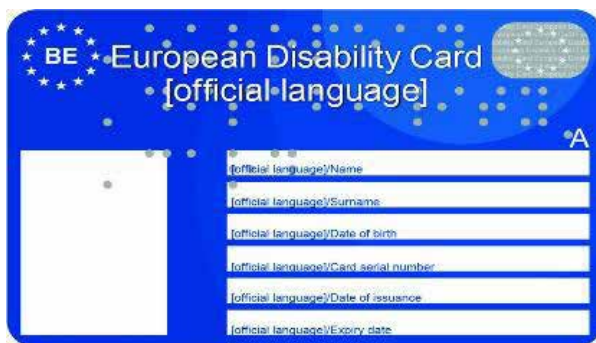 BE
European Disability Card
[official language]
A
[official language]/Name
[official language]/Surname
[official language]/Date of birth
[official language]/Card serial number
[official language]/Date of issuance
[official language]/Expiry date